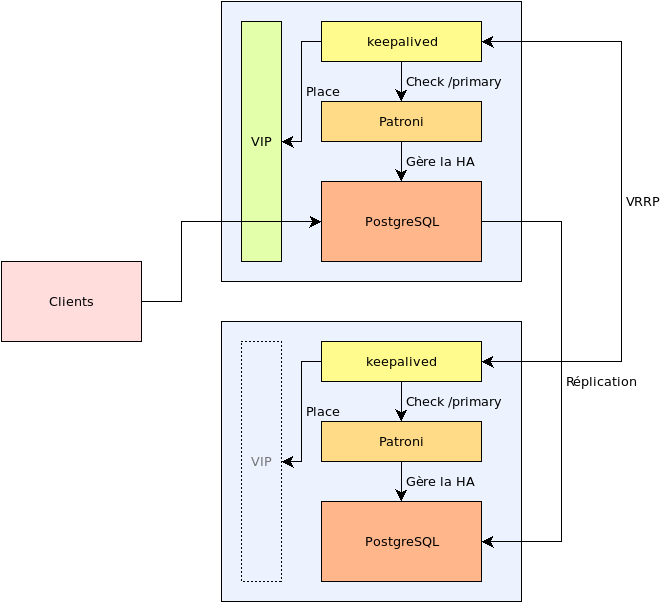 keepalived
Check /primary
Place
Patroni
VIP
Gère la HA
PostgreSQL
VRRP
Clients
keepalived
Réplication
Check /primary
Place
Patroni
VIP
Gère la HA
PostgreSQL